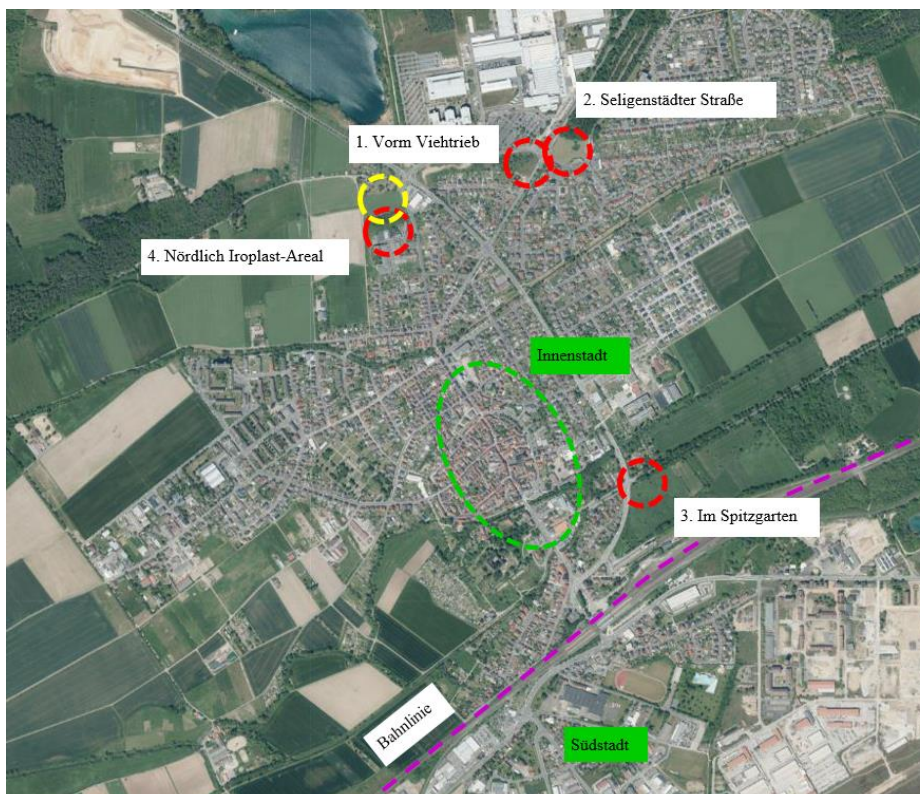 2. Seligenstädter Straße
1. Vorm Viehtrieb
4. Nördlich Iroplast-Areal
Innenstadt
3. Im Spitzgarten
Bahnlinie
Südstadt